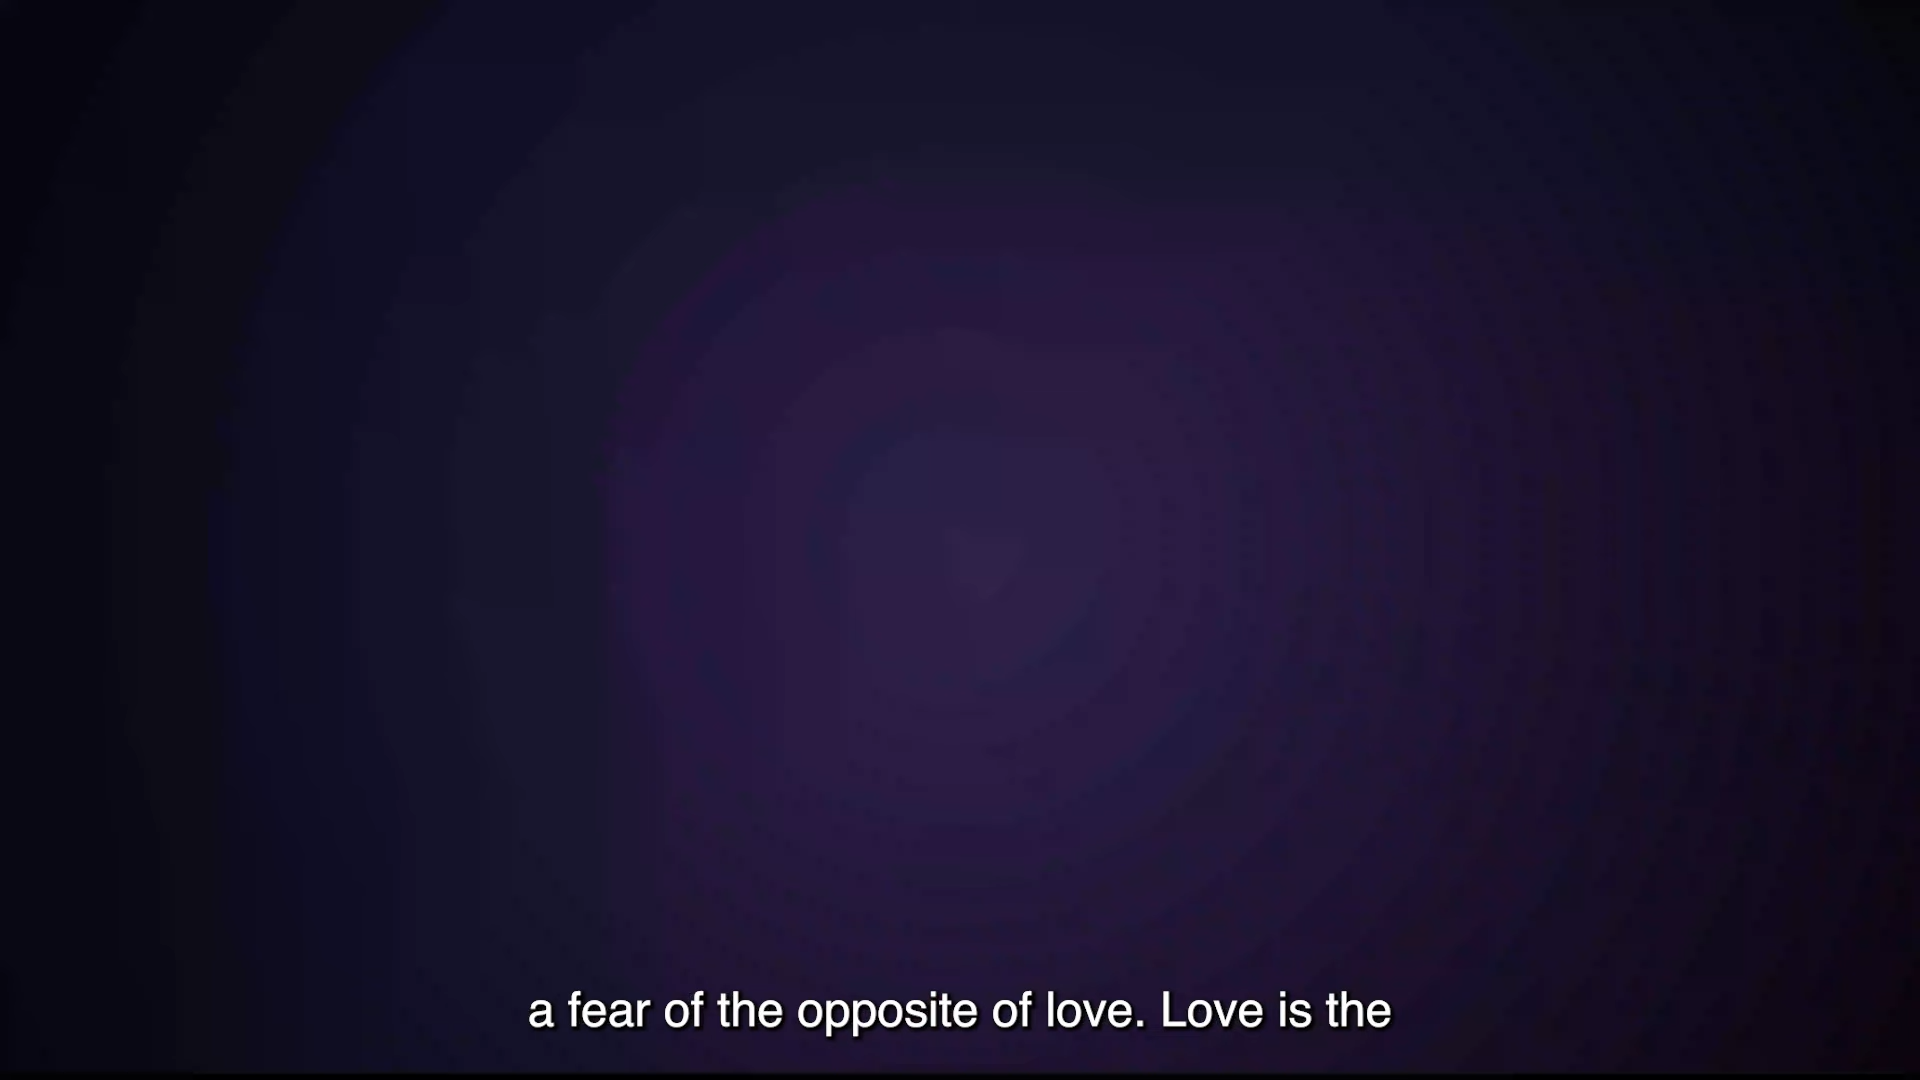 a fear of the opposite of love. Love is the